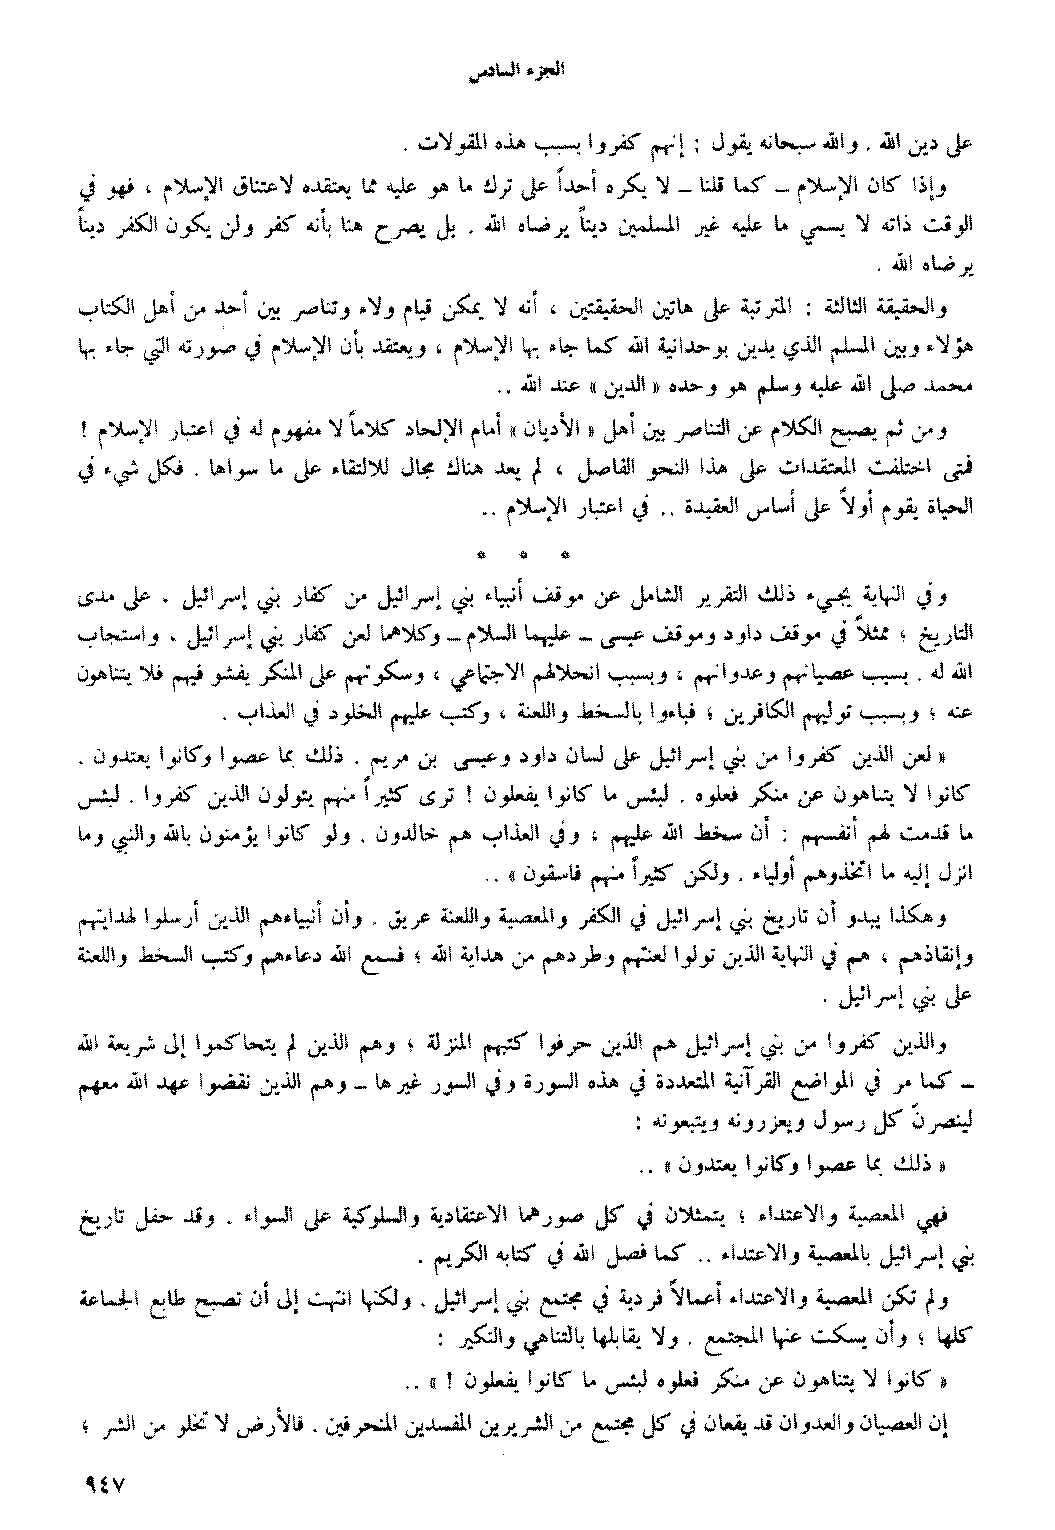 الجزء السادس
على دين الله . والله سبحانه يقول : إنهم كفروا بسبب هذه المقولات .
وإذا كان الإسلام – كما قلنا – لا يكره أحداً على ترك ما هو عليه مما يعتقده لاعتناق الإسلام ، فهو في
الوقت ذاته لا يسمي ما عليه غير المسلمين ديناً يرضاه الله . بل يصرح هنا بأنه كفر ولن يكون الكفر ديناً
يرضاه الله .
والحقيقة الثالثة : المترتبة على هاتين الحقيقتين ، أنه لا يمكن قيام ولاء وتناصر بين أحد من أهل الكتاب
هؤلاء وبين المسلم الذي يدين بوحدانية الله كما جاء بها الإسلام ، ويعتقد بأن الإسلام في صورته التي جاء بها
محمد صلى الله عليه وسلم هو وحده « الدين » عند الله ..
ومن ثم يصبح الكلام عن التناصر بين أهل « الأديان » أمام الإلحاد كلاماً لا مفهوم له في اعتبار الإسلام !
فمتى اختلفت المعتقدات على هذا النحو الفاصل ، لم يعد هناك مجال للالتقاء على ما سواها . فكل شيء في
الحياة يقوم أولاً على أساس العقيدة .. في اعتبار الإسلام ..
* * *
وفي النهاية يجيء ذلك التقرير الشامل عن موقف أنبياء بني إسرائيل من كفار بني إسرائيل . على مدى
التاريخ ؛ ممثلاً في موقف داود وموقف عيسى – عليهما السلام – وكلاهما لعن كفار بني إسرائيل . واستجاب
الله له . بسبب عصيانهم وعدوانهم ، وبسبب انحلالهم الاجتماعي ، وسكوتهم على المنكر يفشو فيهم فلا يتناهون
عنه ؛ وبسبب توليهم الكافرين ؛ فباءوا بالسخط واللعنة ، وكتب عليهم الخلود في العذاب .
« لعن الذين كفروا من بني إسرائيل على لسان داود وعيسى بن مريم . ذلك بما عصوا وكانوا يعتدون .
كانوا لا يتناهون عن منكر فعلوه . لبئس ما كانوا يفعلون ! ترى كثيراً منهم يتولون الذين كفروا . لبئس
ما قدمت لهم أنفسهم : أن سخط الله عليهم ، وفي العذاب هم خالدون . ولو كانوا يؤمنون بالله والنبي وما
انزل إليه ما اتخذوهم أولياء . ولكن كثيراً منهم فاسقون » ..
وهكذا يبدو أن تاريخ بني إسرائيل في الكفر والمعصية واللعنة عريق . وأن أنبياءهم الذين أرسلوا لهدايتهم
وإنقاذهم ، هم في النهاية الذين تولوا لعنتهم وطردهم من هداية الله ؛ فسمع الله دعاءهم وكتب السخط واللعنة
على بني إسرائيل .
والذين كفروا من بني إسرائيل هم الذين حرفوا كتبهم المنزلة ؛ وهم الذين لم يتحاكموا إلى شريعة الله
– كما مر في المواضع القرآنية المتعددة في هذه السورة وفي السور غيرها – وهم الذين نقضوا عهد الله معهم
لينصرنّ كل رسول ويعزرونه ويتبعونه :
« ذلك بما عصوا وكانوا يعتدون » ..
فهي المعصية والاعتداء ؛ يتمثلان في كل صورهما الاعتقادية والسلوكية على السواء . وقد حفل تاريخ
بني إسرائيل بالمعصية والاعتداء .. كما فصل الله في كتابه الكريم .
ولم تكن المعصية والاعتداء أعمالاً فردية في مجتمع بني إسرائيل . ولكنها انتهت إلى أن تصبح طابع الجماعة
كلها ؛ وأن يسكت عنها المجتمع . ولا يقابلها بالتناهي والنكير :
« كانوا لا يتناهون عن منكر فعلوه لبئس ما كانوا يفعلون ! » ..
إن العصيان والعدوان قد يقعان في كل مجتمع من الشريرين المفسدين المنحرفين . فالأرض لا تخلو من الشر ؛
٩٤٧